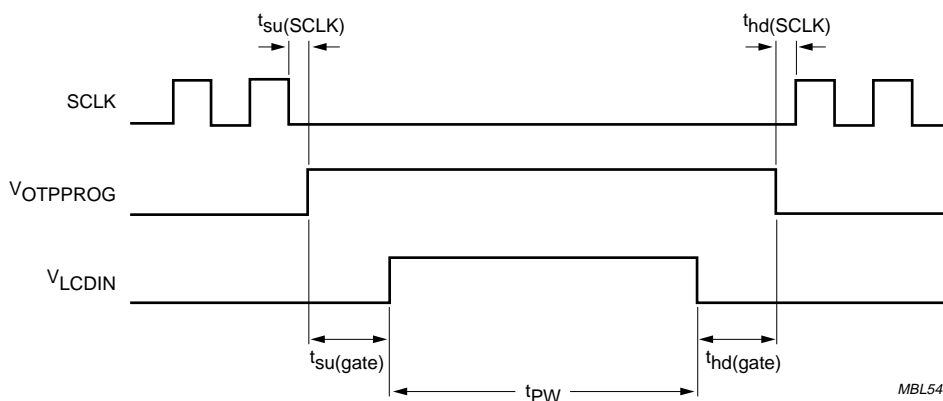 tsu(SCLK) thd(SCLK)
SCLK
VOTPPROG
VLCDIN
tsu(gate) thd(gate)
tPW
MBL54